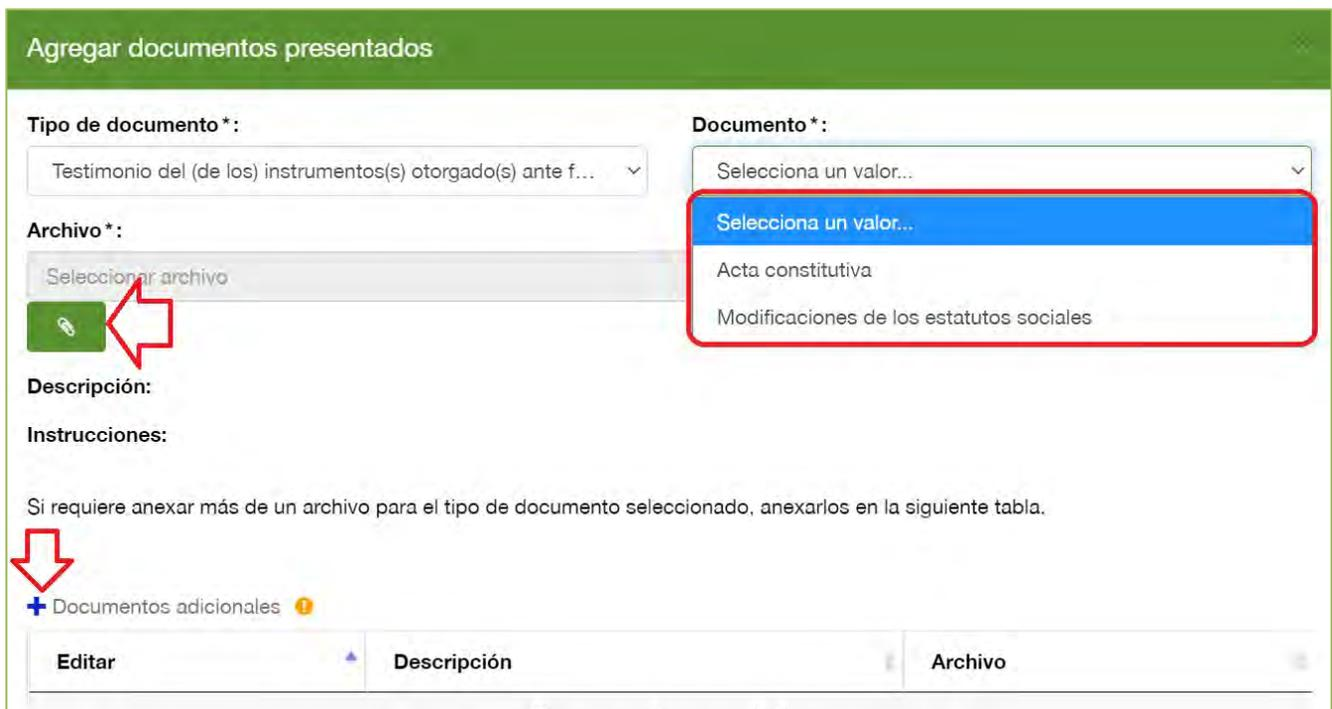 Agregar documentos presentados
Tipo de documento*:
Documento*:
Testimonio del (de los) instrumentos(s) otorgado(s) ante f...
Selecciona un valor...
Selecciona un valor...
Archivo*:
Acta constitutiva
Seleccionar archivo
Modificaciones de los estatutos sociales
Descripción:
Instrucciones:
Si requiere anexar más de un archivo para el tipo de documento seleccionado, anexarlos en la siguiente tabla.
+ Documentos adicionales
Editar Descripción Archivo